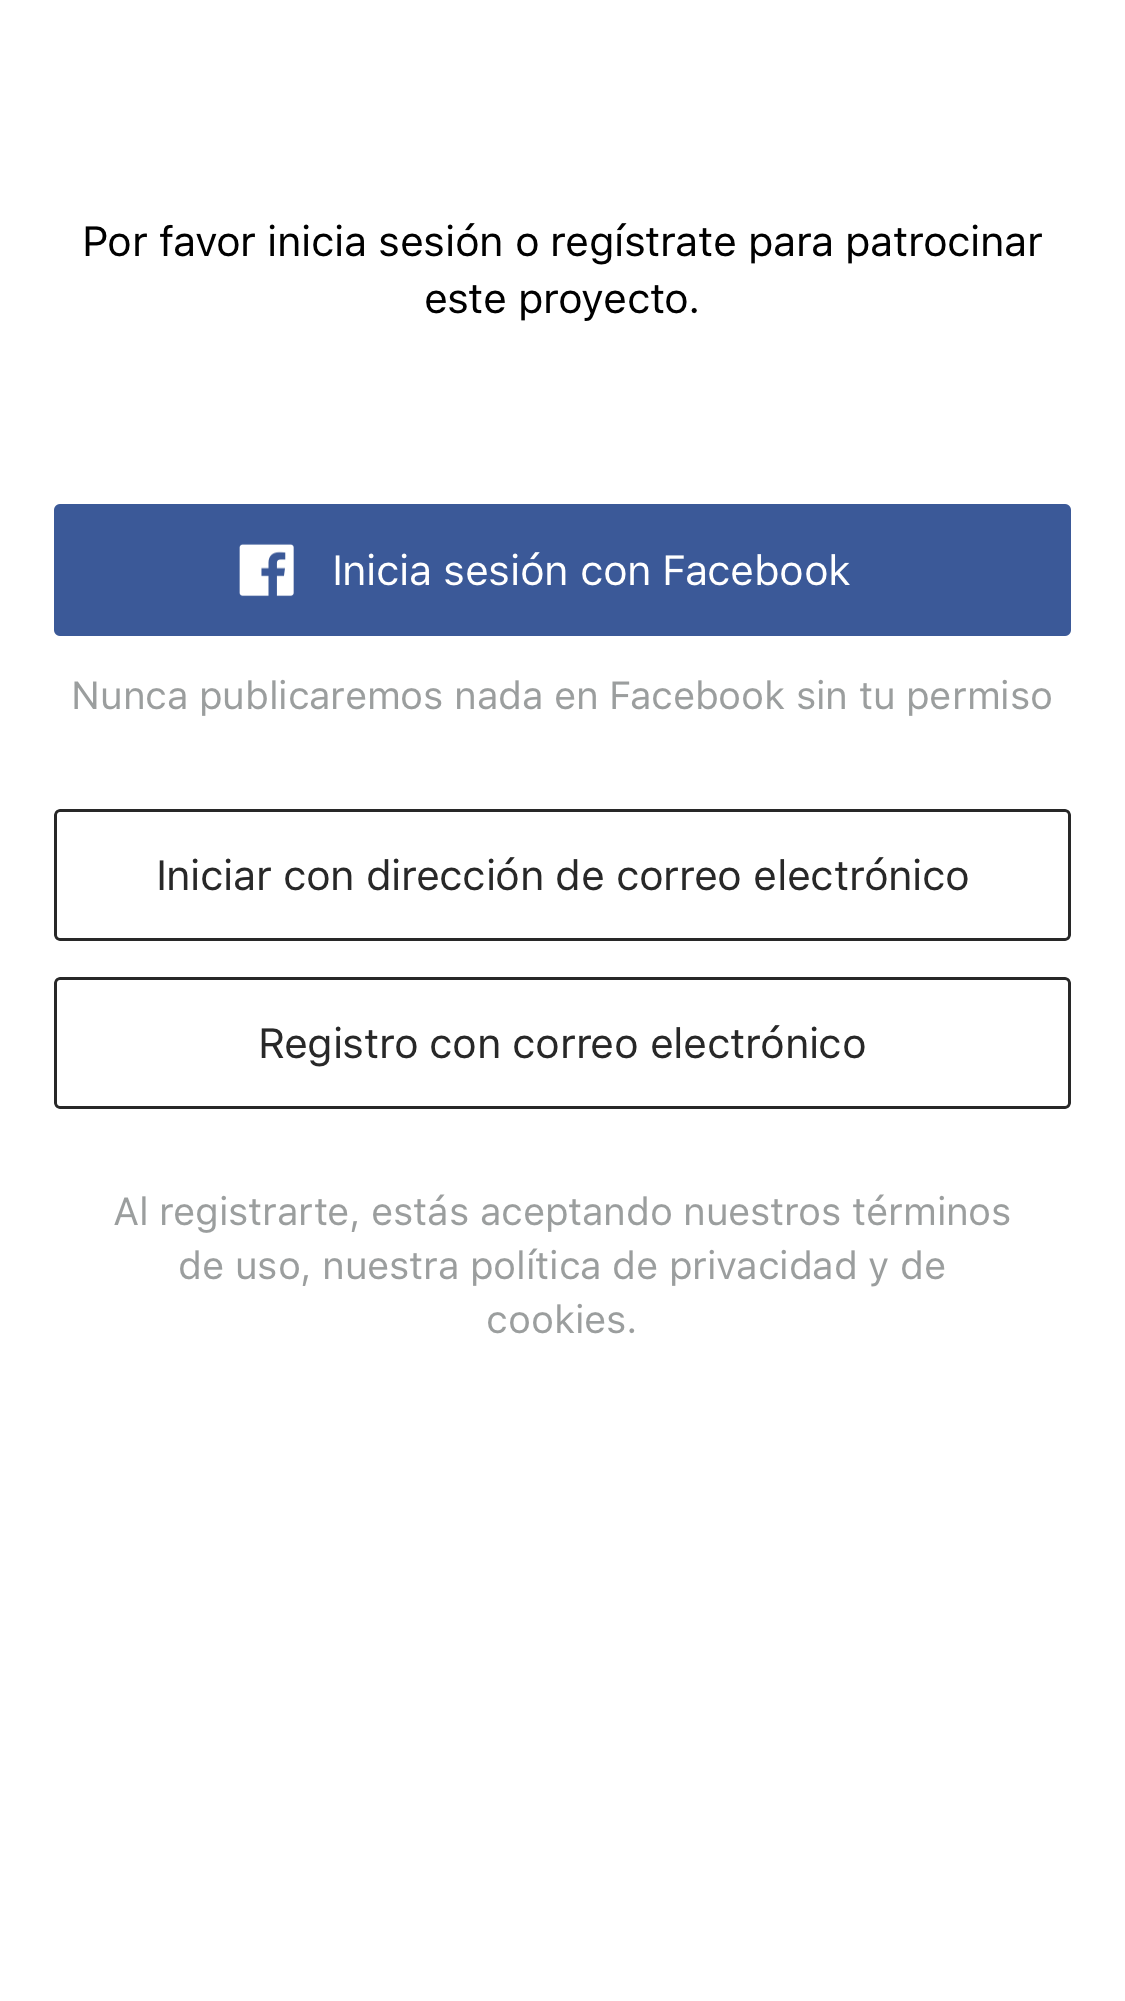 Por favor inicia sesión o regístrate para patrocinar
este proyecto.
Inicia sesión con Facebook
Nunca publicaremos nada en Facebook sin tu permiso
Iniciar con dirección de correo electrónico
Registro con correo electrónico
Al registrarte, estás aceptando nuestros términos
de uso, nuestra política de privacidad y de
cookies.